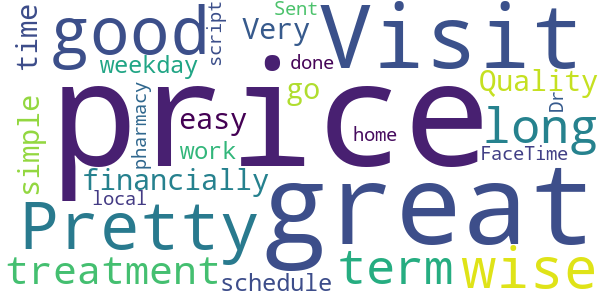 time
good
script
Sent
Very
Visit
weekday
done
price
go
Quality
simple
pharmacy
easy
home
Dr
long
work
FaceTime
financially
local
great
Pretty
treatment
schedule
term
wise